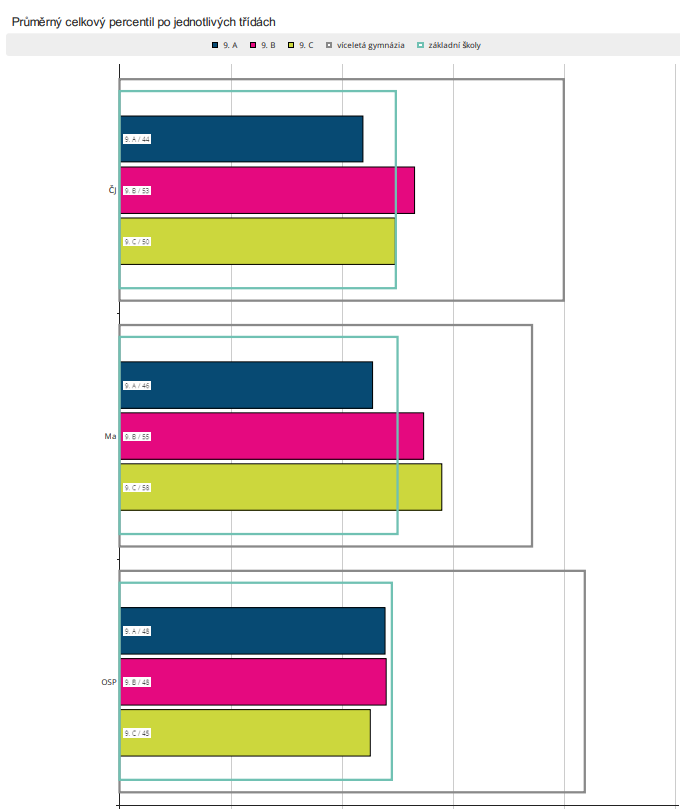 Průměrný celkový percentil po jednotlivých třídách
9. A 9. B 9. C víceletá gymnázia základní školy
9. A / 44
ČJ
9. B / 53
9. C / 50
9. A / 46
Ma
9. B / 55
9. C / 58
9. A / 48
OSP
9. B / 48
9. C / 45